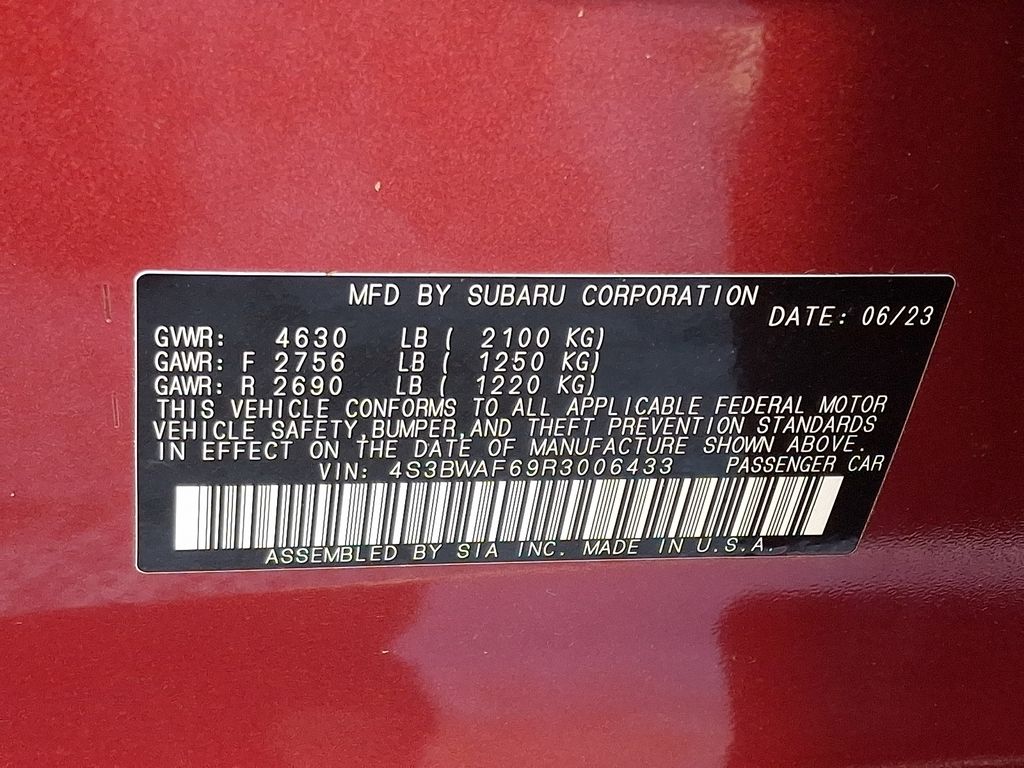 MFD BY SUBARU CORPORATION
DATE: 06/23
GVWR: 4630 LB ( 2100 KG)
GAWR: F 2756 LB ( 1250 KG)
GAWR: R 2690 LB ( 1220 KG)
THIS VEHICLE CONFORMS TO ALL APPLICABLE FEDERAL MOTOR
VEHICLE SAFETY,BUMPER,AND THEFT PREVENTION STANDARDS
IN EFFECT ON THE DATE OF MANUFACTURE SHOWN ABOVE.
VIN: 4S3BWAF69R3006433 PASSENGER CAR
ASSEMBLED BY SIA INC. MADE IN U.S.A.